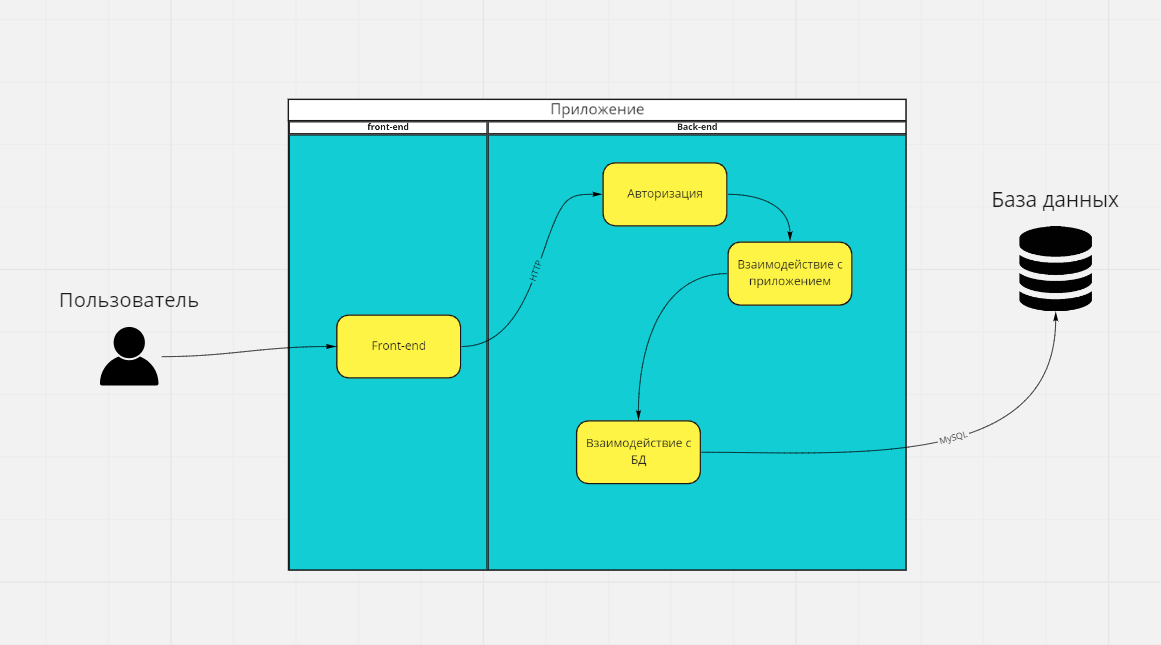 Приложение
front-end
Back-end
Авторизация
База данных
Взаимодействие с
приложением
HTTP
Пользователь
Front-end
Взаимодействие с
БД
MySQL